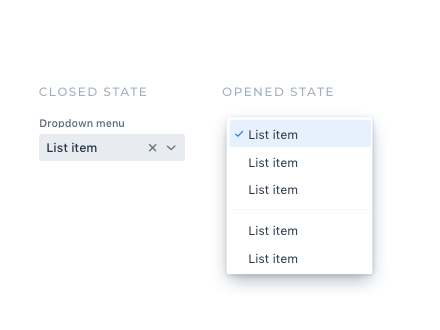 CLOSED STATE
Dropdown menu
List item
OPENED STATE
List item
List item
List item
List item
List item